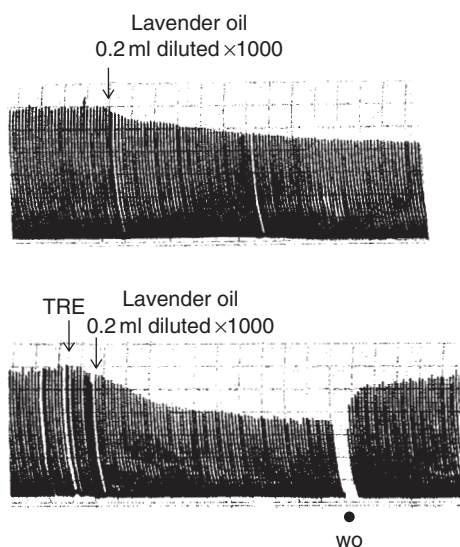 Lavender oil
0.2 ml diluted ×1000
TRE
Lavender oil
0.2 ml diluted ×1000
wo